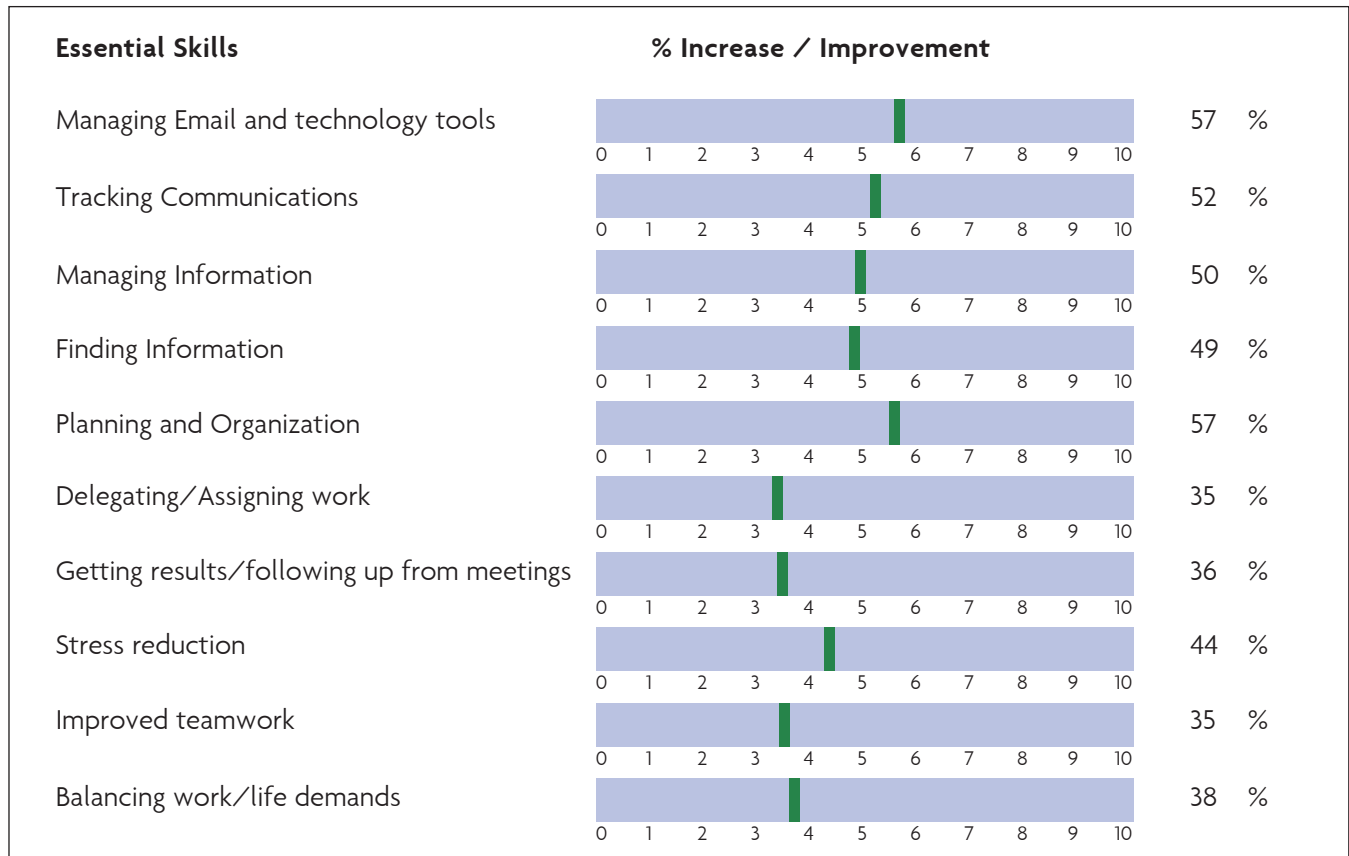 Essential Skills % Increase / Improvement
Managing Email and technology tools 57 %
0 1 2 3 4 5 6 7 8 9 10
Tracking Communications 52 %
0 1 2 3 4 5 6 7 8 9 10
Managing Information 50 %
0 1 2 3 4 5 6 7 8 9 10
Finding Information 49 %
0 1 2 3 4 5 6 7 8 9 10
Planning and Organization 57 %
0 1 2 3 4 5 6 7 8 9 10
Delegating/Assigning work 35 %
0 1 2 3 4 5 6 7 8 9 10
Getting results/following up from meetings 36 %
0 1 2 3 4 5 6 7 8 9 10
Stress reduction 44 %
0 1 2 3 4 5 6 7 8 9 10
Improved teamwork 35 %
0 1 2 3 4 5 6 7 8 9 10
Balancing work/life demands 38 %
0 1 2 3 4 5 6 7 8 9 10